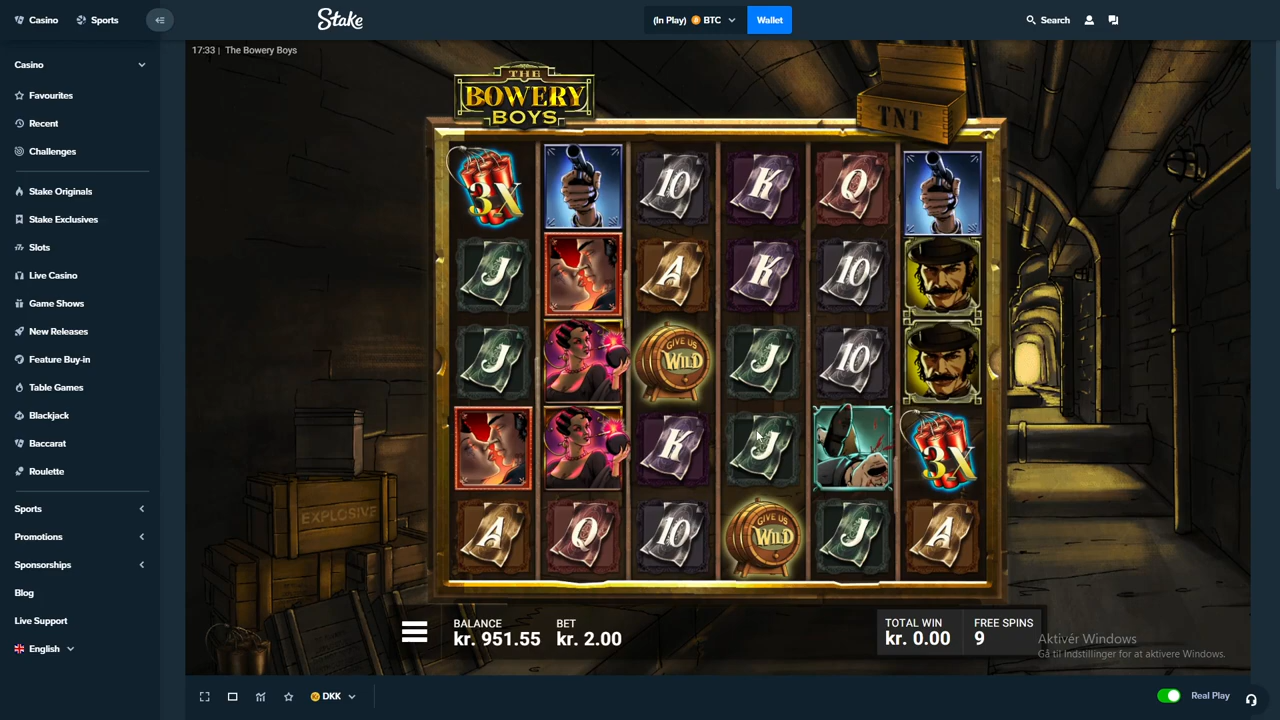 Casino
Sports
Stake
(In Play) BTC
Wallet
Search
17:33 | The Bowery Boys
Casino
Favourites
Recent
Challenges
Stake Originals
Stake Exclusives
Slots
Live Casino
Game Shows
New Releases
Feature Buy-in
Table Games
Blackjack
Baccarat
Roulette
Sports
Promotions
Sponsorships
Blog
Live Support
English
THE
BOWERY
BOYS
TNT
3X 10 K Q
J A K 10
J GIVE US WILD J 10
K J 3X
A Q 10 GIVE US WILD J A
EXPLOSIVE
BALANCE
kr. 951.55
BET
kr. 2.00
TOTAL WIN
kr. 0.00
FREE SPINS
9
Aktivér Windows
Gå til Indstillinger for at aktivere Windows.
DKK
Real Play